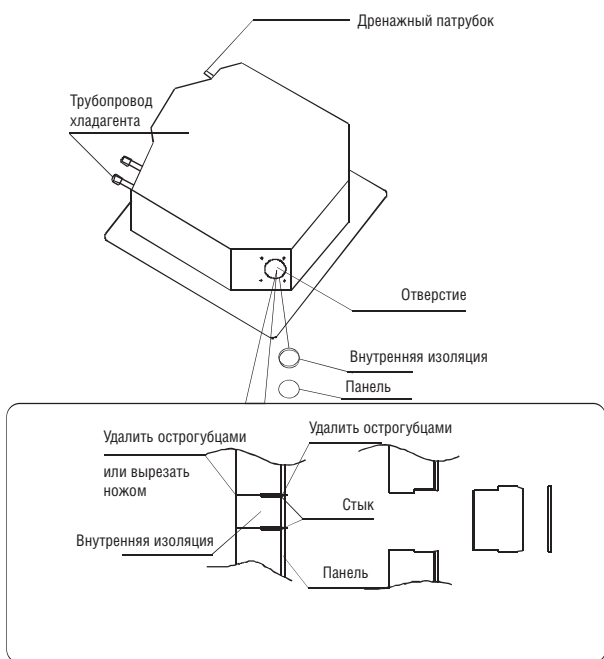 Дренажный патрубок
Трубопровод
хладагента
Отверстие
Внутренняя изоляция
Панель
Удалить острогубцами
или вырезать
ножом
Внутренняя изоляция
Удалить острогубцами
Стык
Панель